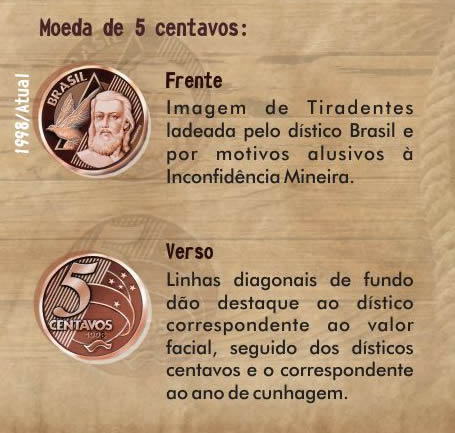 Moeda de 5 centavos:
1998/Atual
BRASIL
Frente
Imagem de Tiradentes
ladeada pelo dístico Brasil e
por motivos alusivos à
Inconfidência Mineira.
5
CENTAVOS
1998
Verso
Linhas diagonais de fundo
dão destaque ao dístico
correspondente ao valor
facial, seguido dos dísticos
centavos e o correspondente
ao ano de cunhagem.